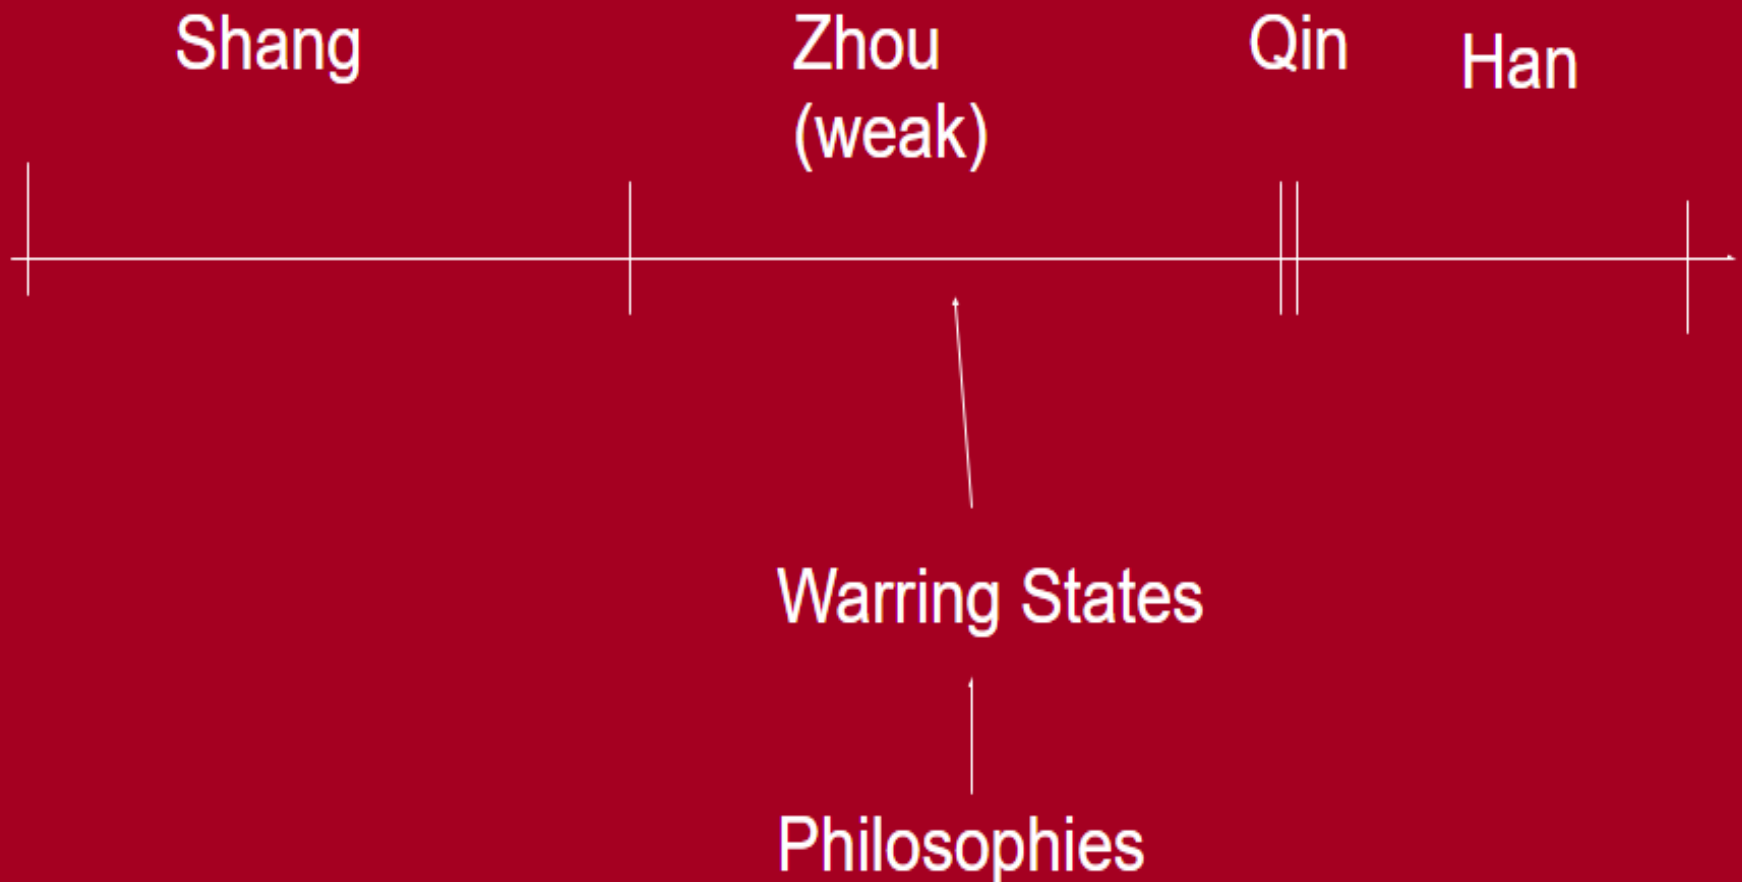 Shang
Zhou
(weak)
Qin
Han
Warring States
Philosophies